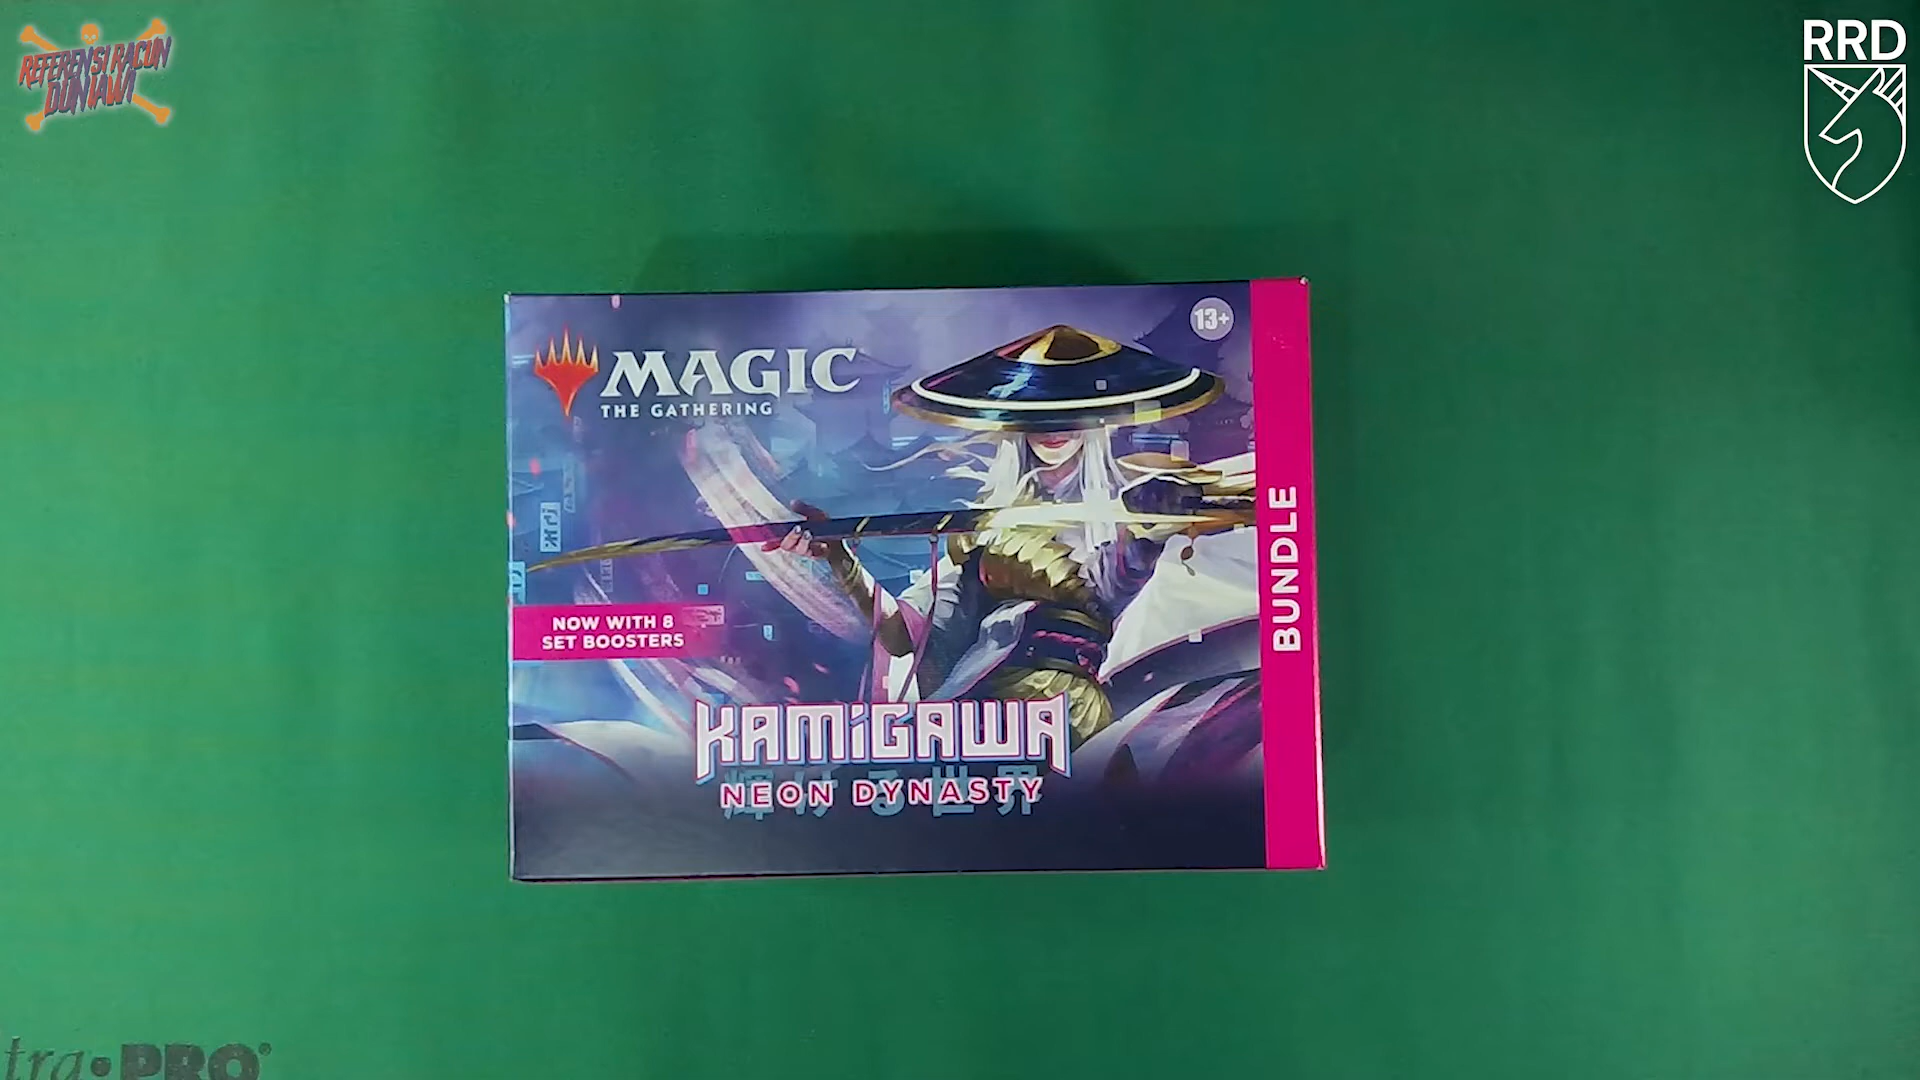 REFERENSI RACUN
DUNIAWI
RRD
13+
MAGIC
THE GATHERING
NOW WITH 8
SET BOOSTERS
BUNDLE
KAMIGAWA
輝ける世界
NEON DYNASTY
tra•PRO®